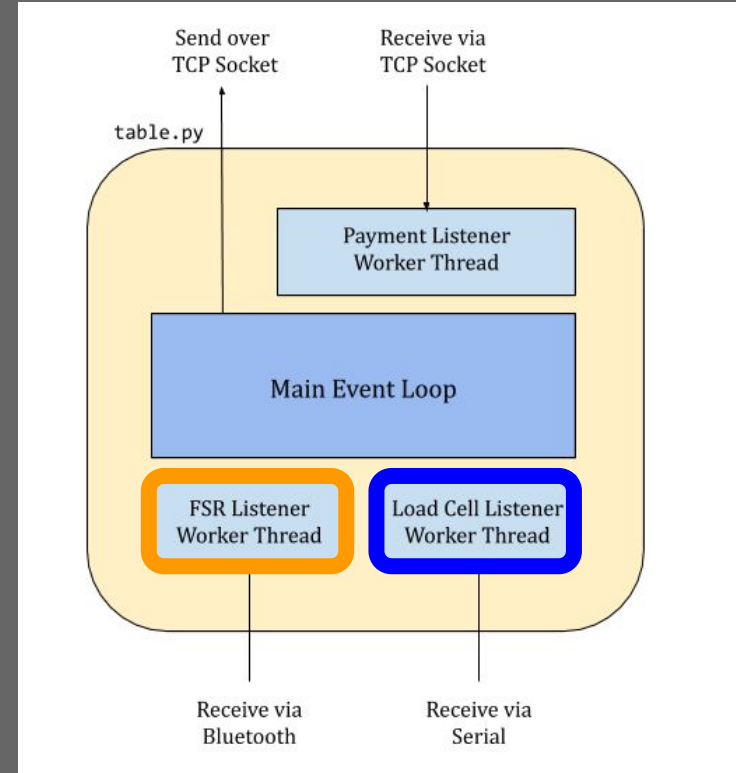 Send over
TCP Socket
Receive via
TCP Socket
table.py
Payment Listener
Worker Thread
Main Event Loop
FSR Listener
Worker Thread
Load Cell Listener
Worker Thread
Receive via
Bluetooth
Receive via
Serial